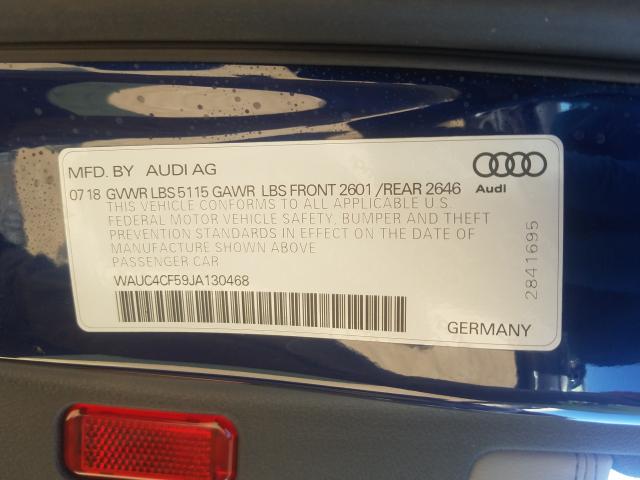 MFD. BY AUDI AG
07 18 GVWR LBS 5115 GAWR LBS FRONT 2601 /REAR 2646
THIS VEHICLE CONFORMS TO ALL APPLICABLE U.S.
FEDERAL MOTOR VEHICLE SAFETY, BUMPER AND THEFT
PREVENTION STANDARDS IN EFFECT ON THE DATE OF
MANUFACTURE SHOWN ABOVE
PASSENGER CAR
WAUC4CF59JA130468
Audi
2841695
GERMANY